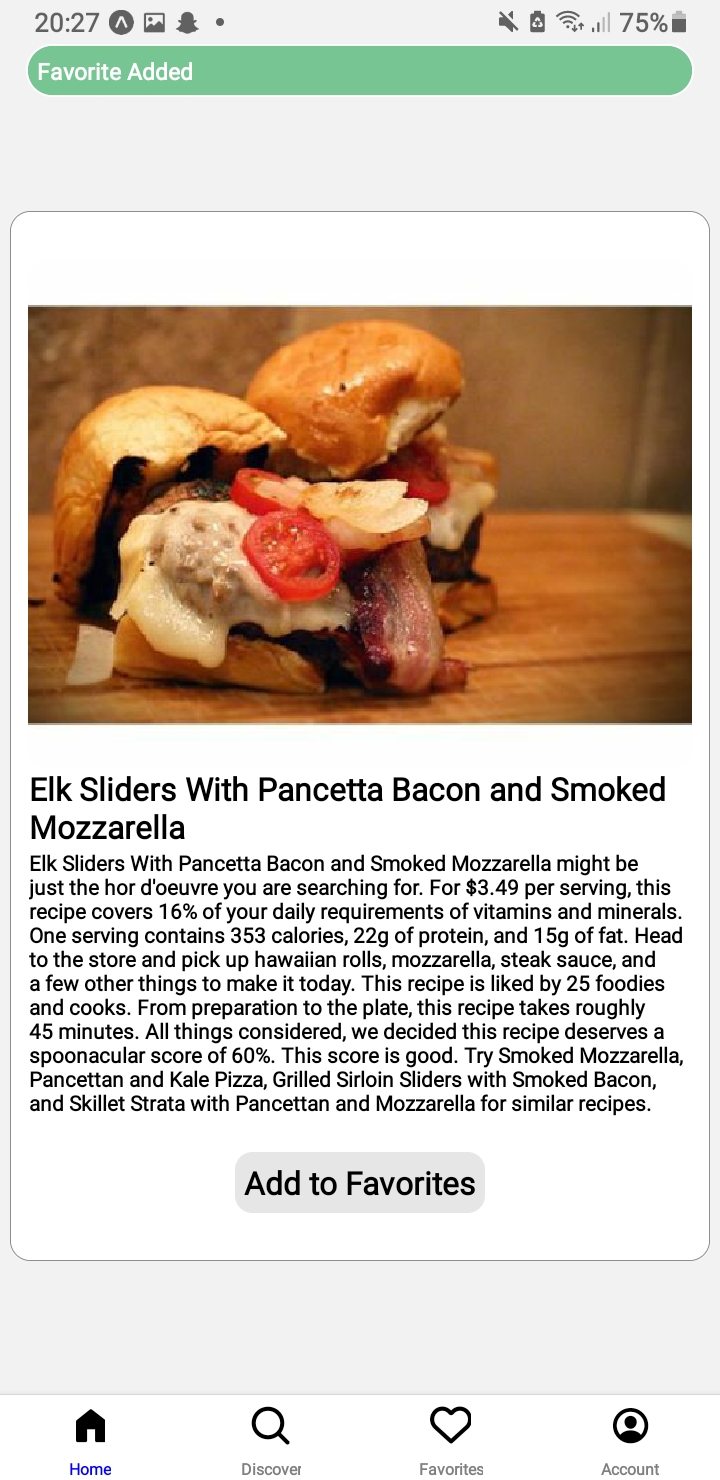 20:27
75%
Favorite Added
Elk Sliders With Pancetta Bacon and Smoked
Mozzarella
Elk Sliders With Pancetta Bacon and Smoked Mozzarella might be
just the hor d'oeuvre you are searching for. For $3.49 per serving, this
recipe covers 16% of your daily requirements of vitamins and minerals.
One serving contains 353 calories, 22g of protein, and 15g of fat. Head
to the store and pick up hawaiian rolls, mozzarella, steak sauce, and
a few other things to make it today. This recipe is liked by 25 foodies
and cooks. From preparation to the plate, this recipe takes roughly
45 minutes. All things considered, we decided this recipe deserves a
spoonacular score of 60%. This score is good. Try Smoked Mozzarella,
Pancettan and Kale Pizza, Grilled Sirloin Sliders with Smoked Bacon,
and Skillet Strata with Pancettan and Mozzarella for similar recipes.
Add to Favorites
Home
Discover
Favorites
Account